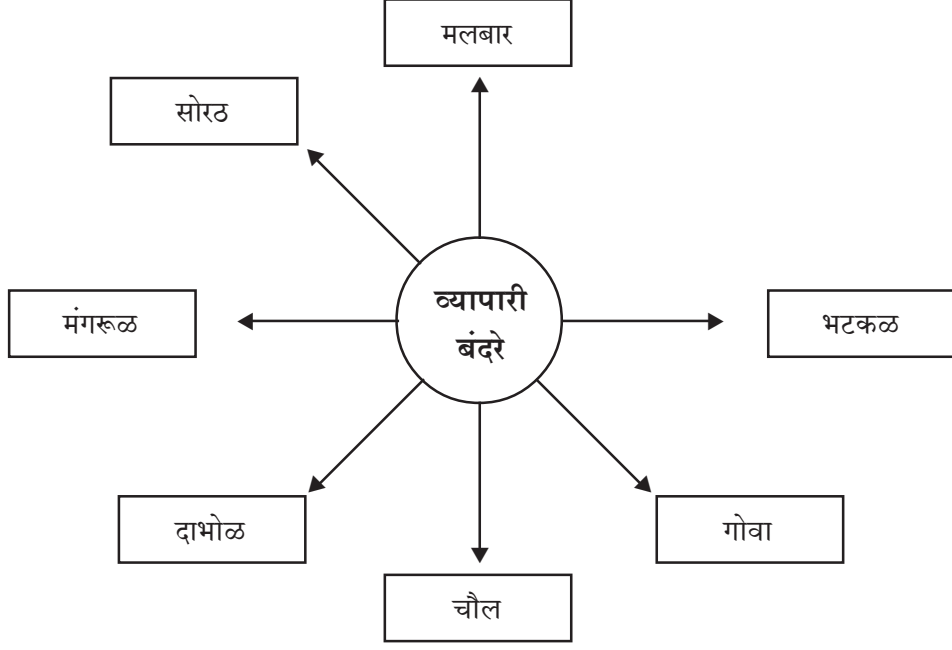 मलबार
सोरठ
व्यापारी
बंदरे
मंगरूळ
भटकळ
दाभोळ
गोवा
चौल